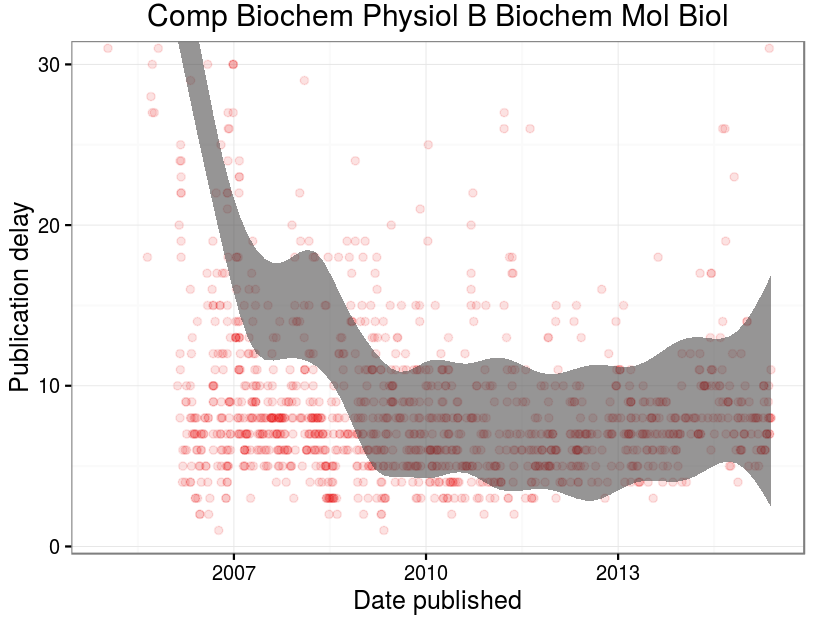 Comp Biochem Physiol B Biochem Mol Biol
30
20
10
0
Publication delay
2007 2010 2013
Date published